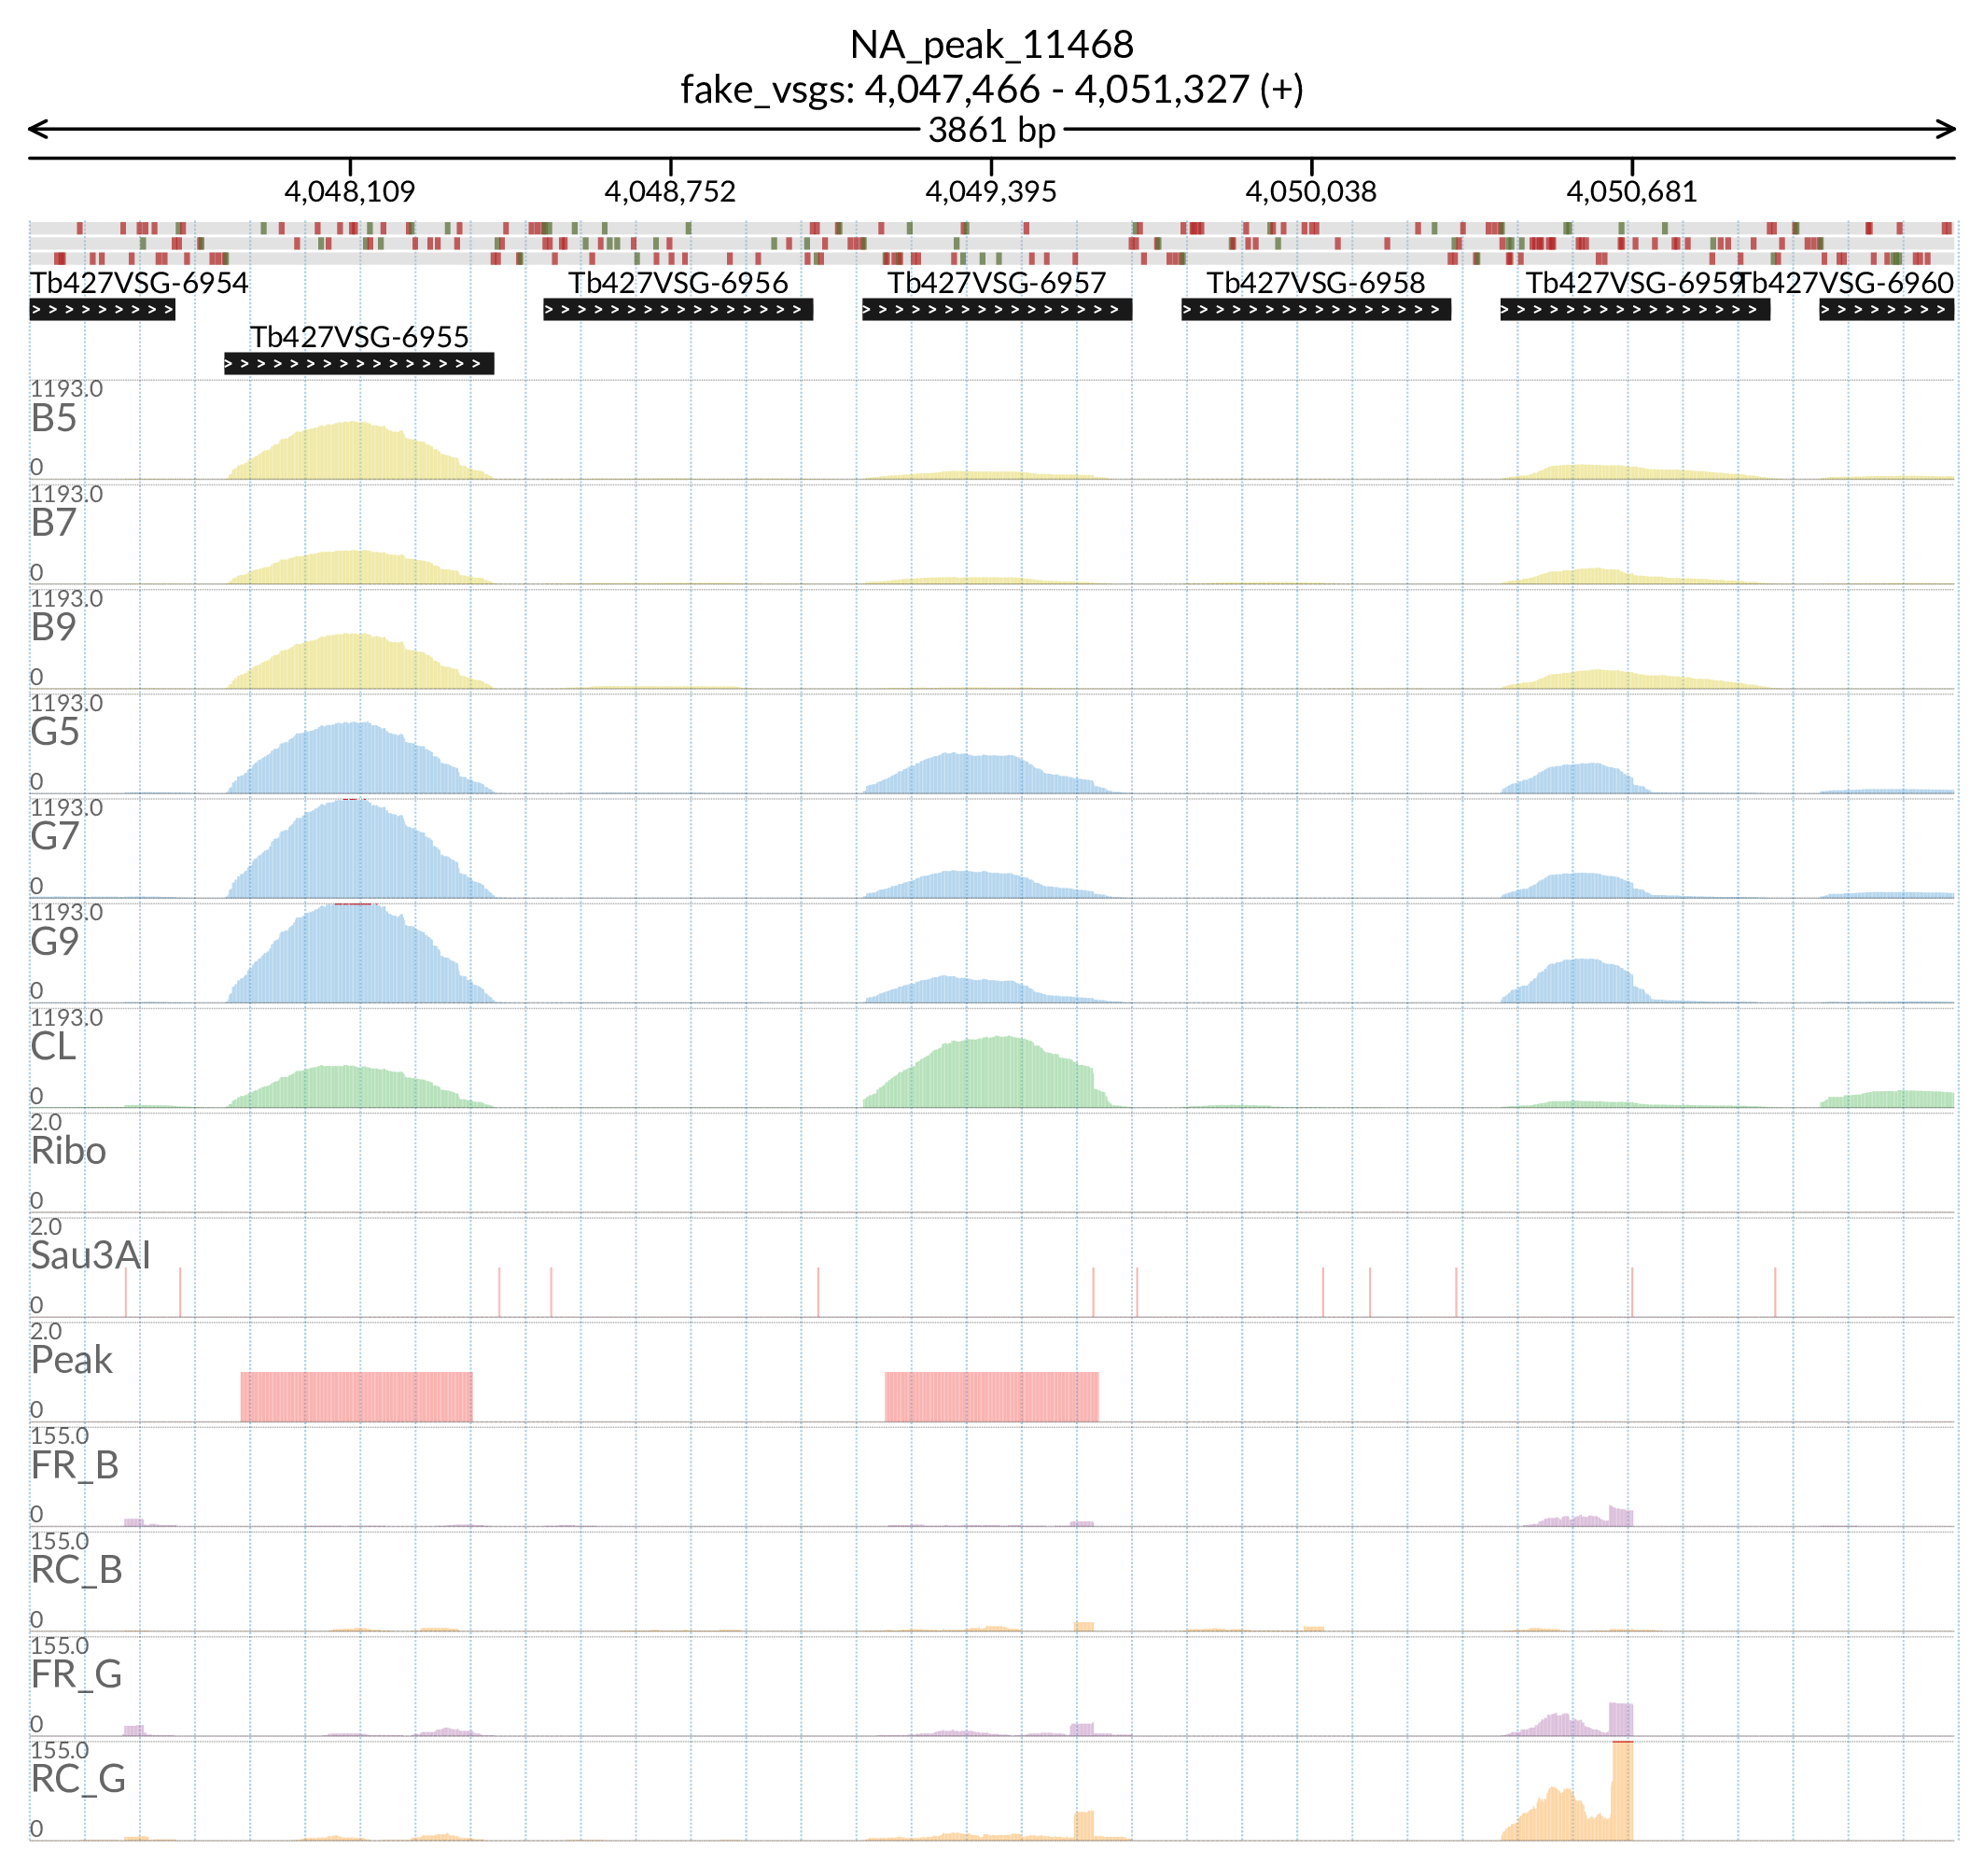 NA_peak_11468
fake_vsgs: 4,047,466 - 4,051,327 (+)
3861 bp
4,048,109 4,048,752 4,049,395 4,050,038 4,050,681
Tb427VSG-6954 Tb427VSG-6956 Tb427VSG-6957 Tb427VSG-6958 Tb427VSG-6959 Tb427VSG-6960
Tb427VSG-6955
1193.0
B5
0
1193.0
B7
0
1193.0
B9
0
1193.0
G5
0
1193.0
G7
0
1193.0
G9
0
1193.0
CL
0
2.0
Ribo
0
2.0
Sau3AI
0
2.0
Peak
0
155.0
FR_B
0
155.0
RC_B
0
155.0
FR_G
0
155.0
RC_G
0